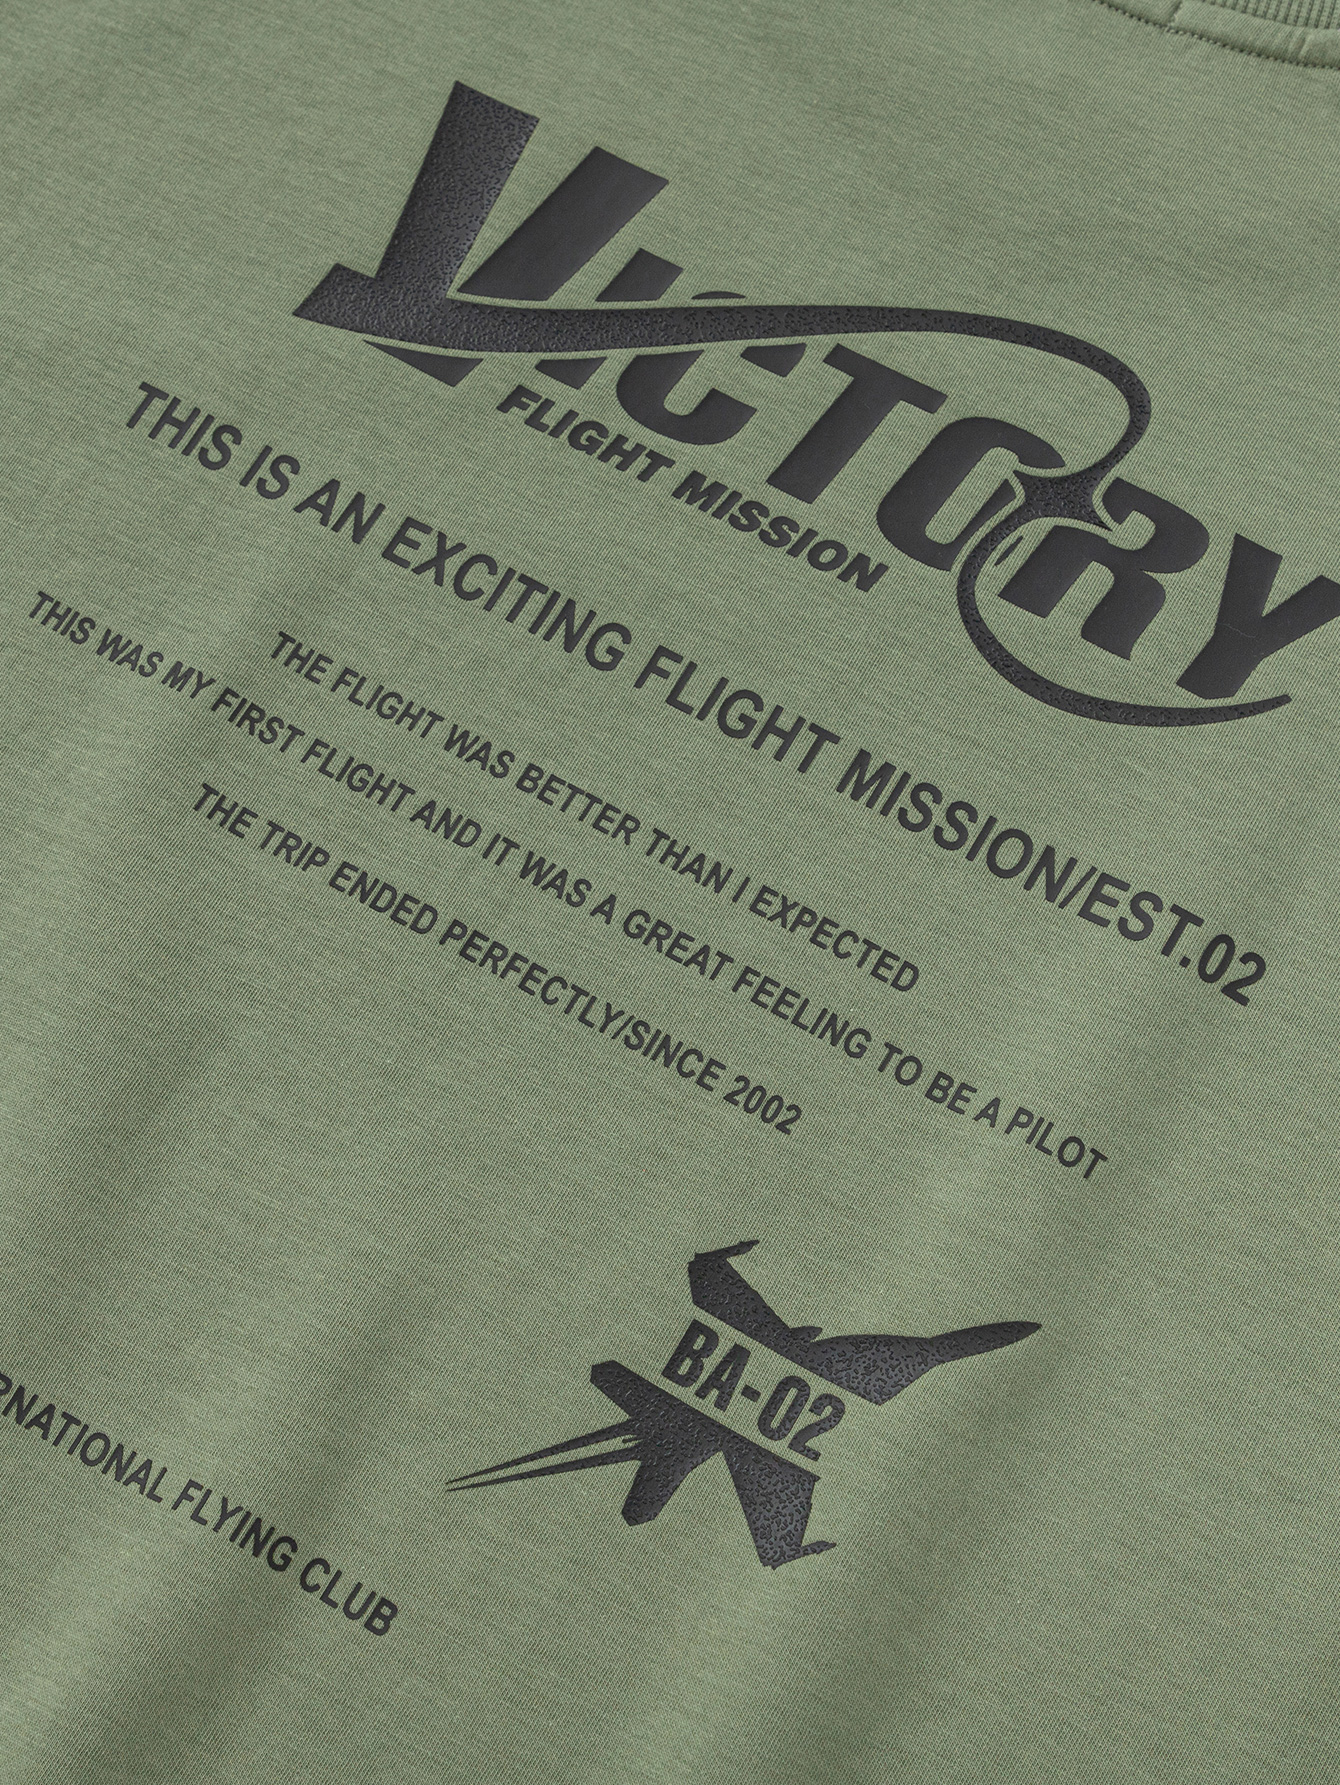 VICTORY
FLIGHT MISSION
THIS IS AN EXCITING FLIGHT MISSION/EST.02
THE FLIGHT WAS BETTER THAN I EXPECTED
THIS WAS MY FIRST FLIGHT AND IT WAS A GREAT FEELING TO BE A PILOT
THE TRIP ENDED PERFECTLY/SINCE 2002
BA-02
RNATIONAL FLYING CLUB